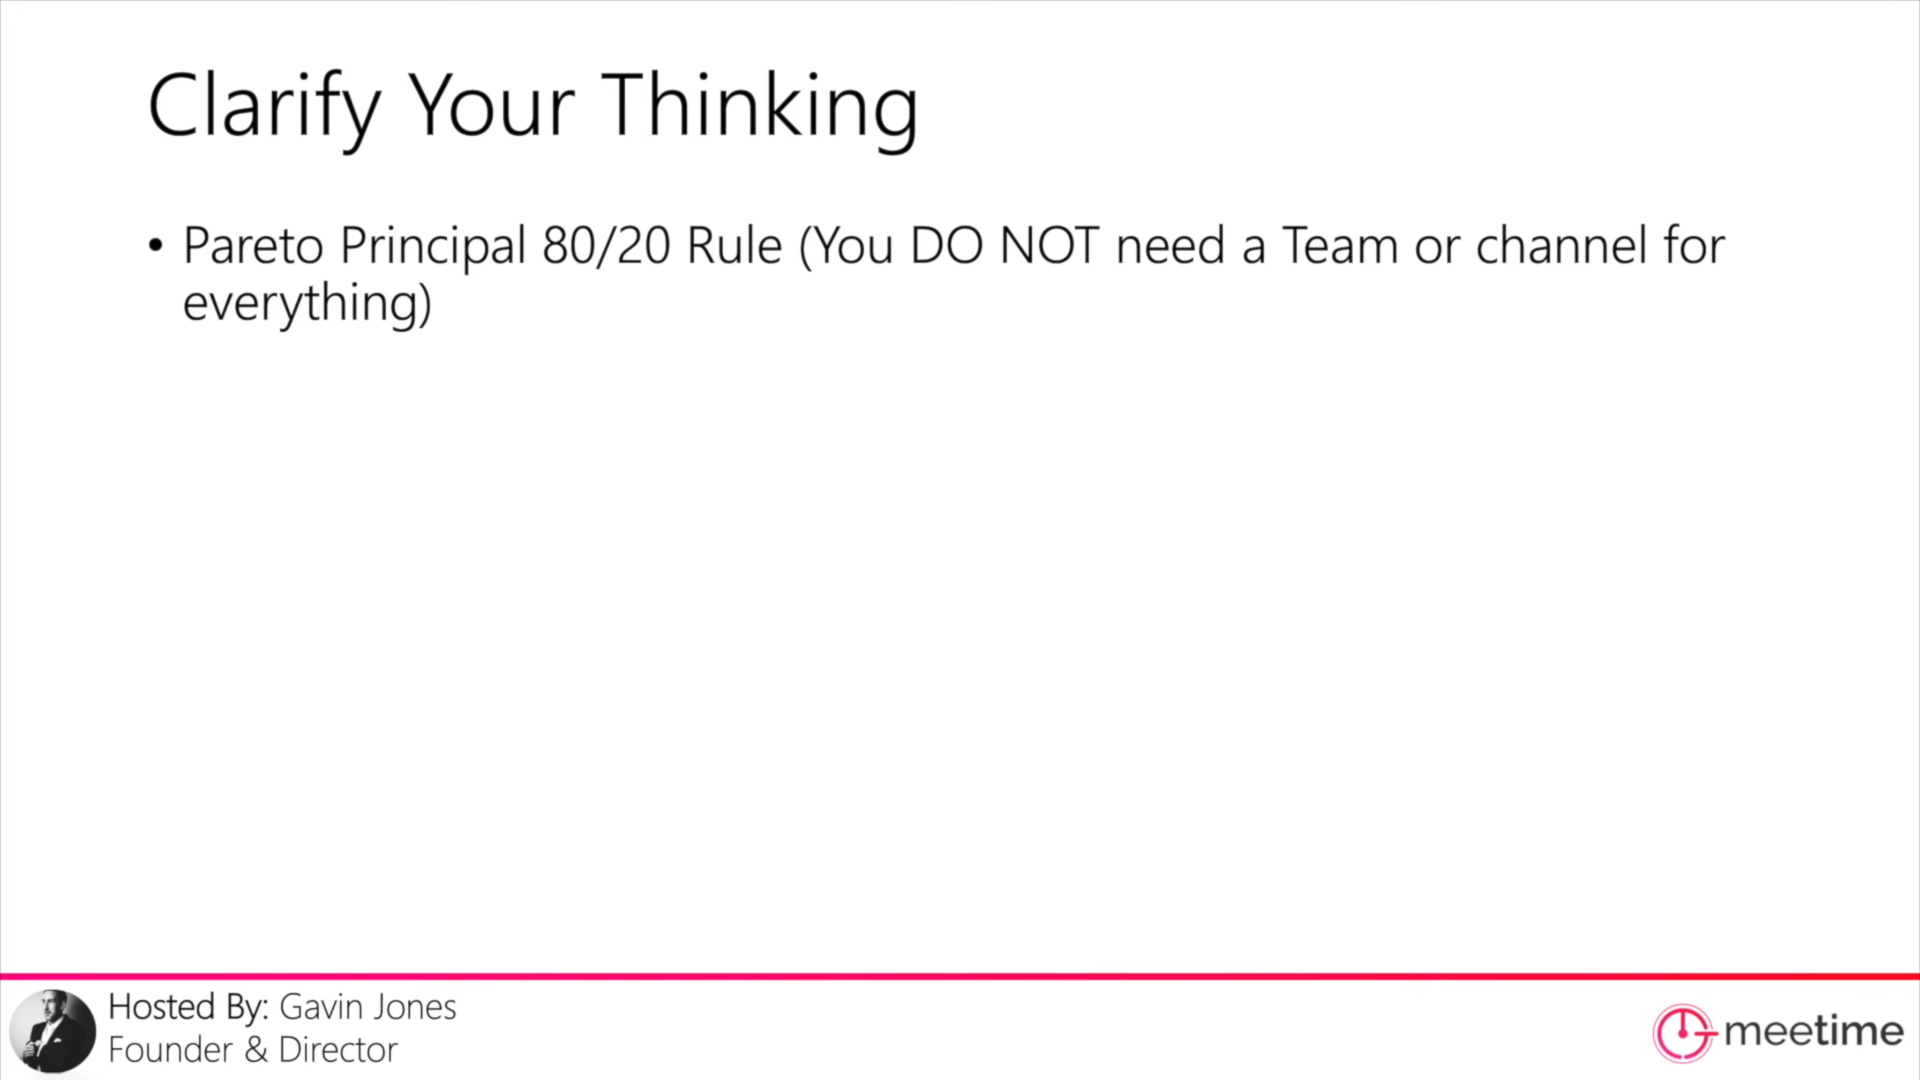 Clarify Your Thinking
• Pareto Principal 80/20 Rule (You DO NOT need a Team or channel for
everything)
Hosted By: Gavin Jones
Founder & Director
meetime